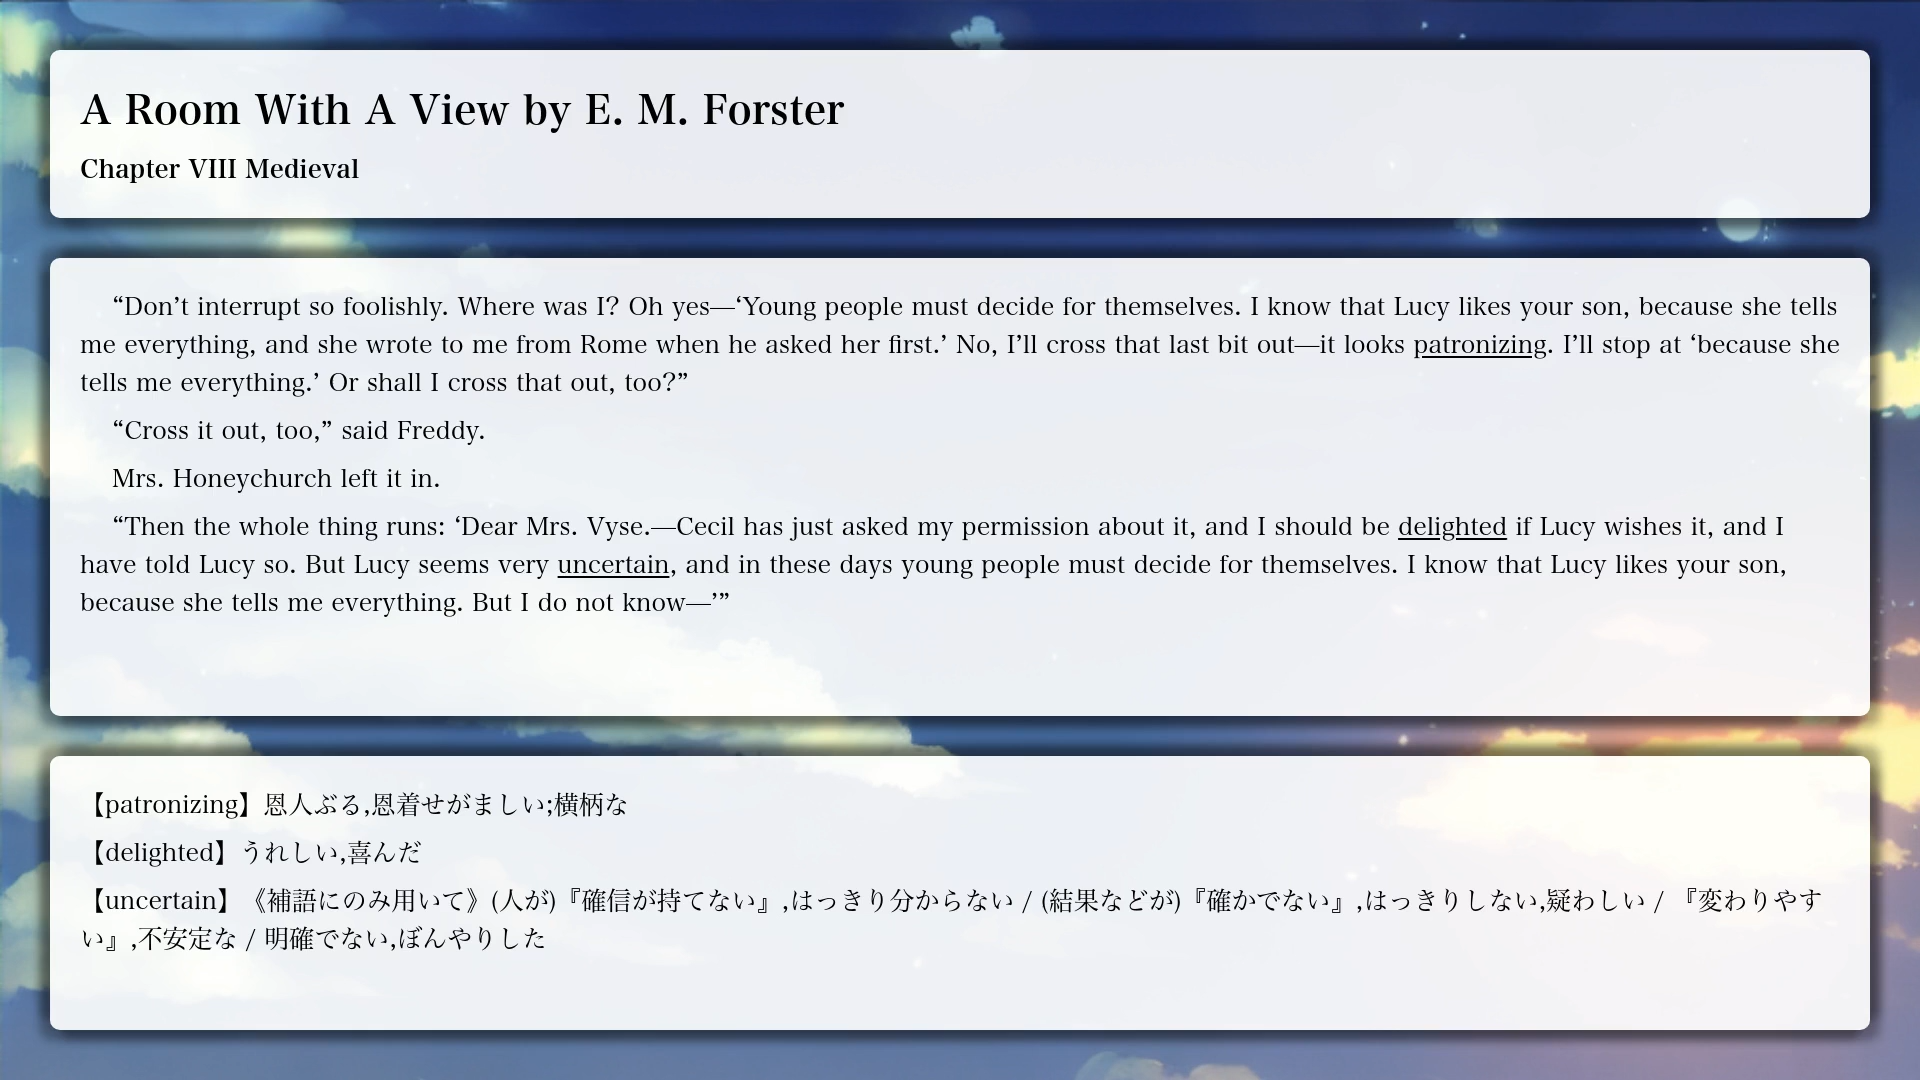 A Room With A View by E. M. Forster
Chapter VIII Medieval
“Don’t interrupt so foolishly. Where was I? Oh yes—‘Young people must decide for themselves. I know that Lucy likes your son, because she tells
me everything, and she wrote to me from Rome when he asked her first.’ No, I’ll cross that last bit out—it looks patronizing. I’ll stop at ‘because she
tells me everything.’ Or shall I cross that out, too?”
“Cross it out, too,” said Freddy.
Mrs. Honeychurch left it in.
“Then the whole thing runs: ‘Dear Mrs. Vyse.—Cecil has just asked my permission about it, and I should be delighted if Lucy wishes it, and I
have told Lucy so. But Lucy seems very uncertain, and in these days young people must decide for themselves. I know that Lucy likes your son,
because she tells me everything. But I do not know—’”
【patronizing】恩人ぶる,恩着せがましい;横柄な
【delighted】うれしい,喜んだ
【uncertain】《補語にのみ用いて》(人が)『確信が持てない』,はっきり分からない / (結果などが)『確かでない』,はっきりしない,疑わしい / 『変わりやす
い』,不安定な / 明確でない,ぼんやりした